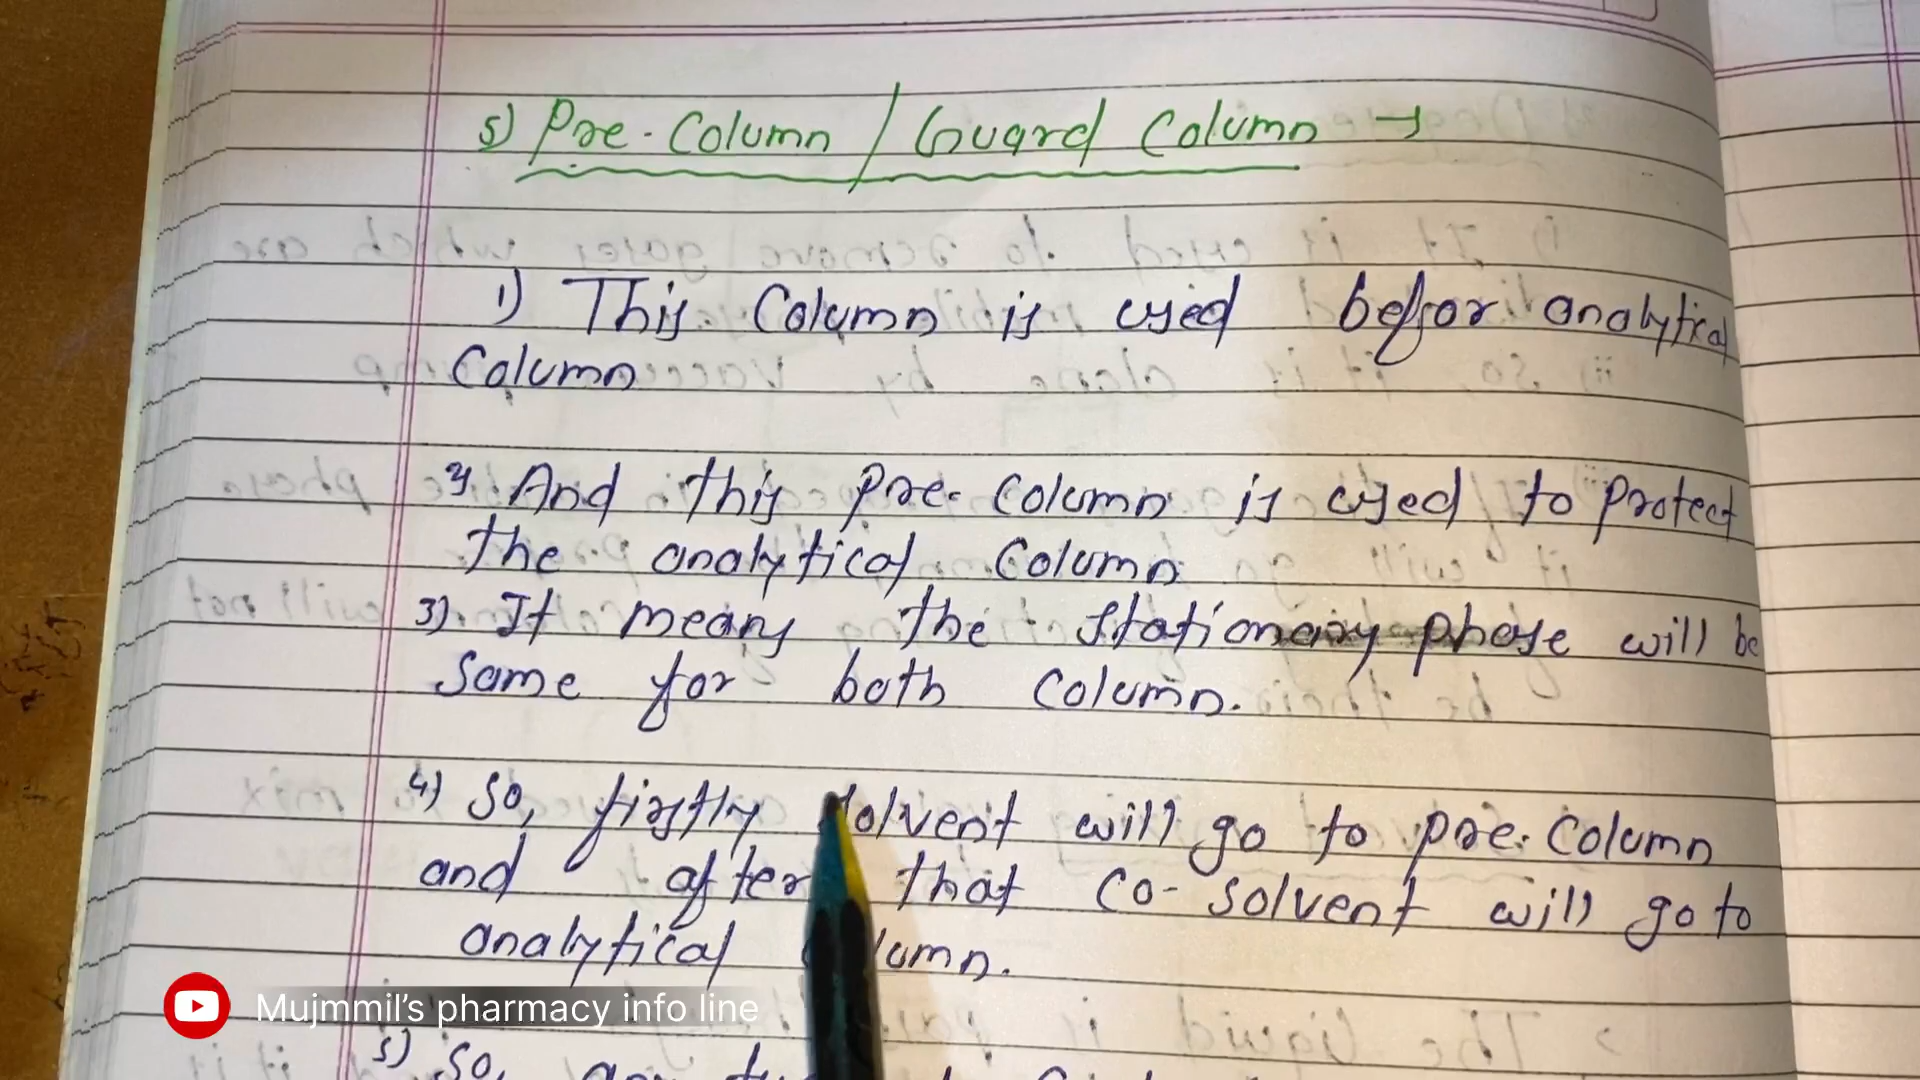 5) Pre-Column / Guard Column →
1) This Column is used befor analytical
Column
2) And this Pre-Column is used to Protect
the analytical Column
3) It means the stationary phase will be
same for both Column.
4) So, firstly solvent will go to pre-Column
and after that co-solvent will go to
analytical lumn.
Mujmmil's pharmacy info line
5) So,